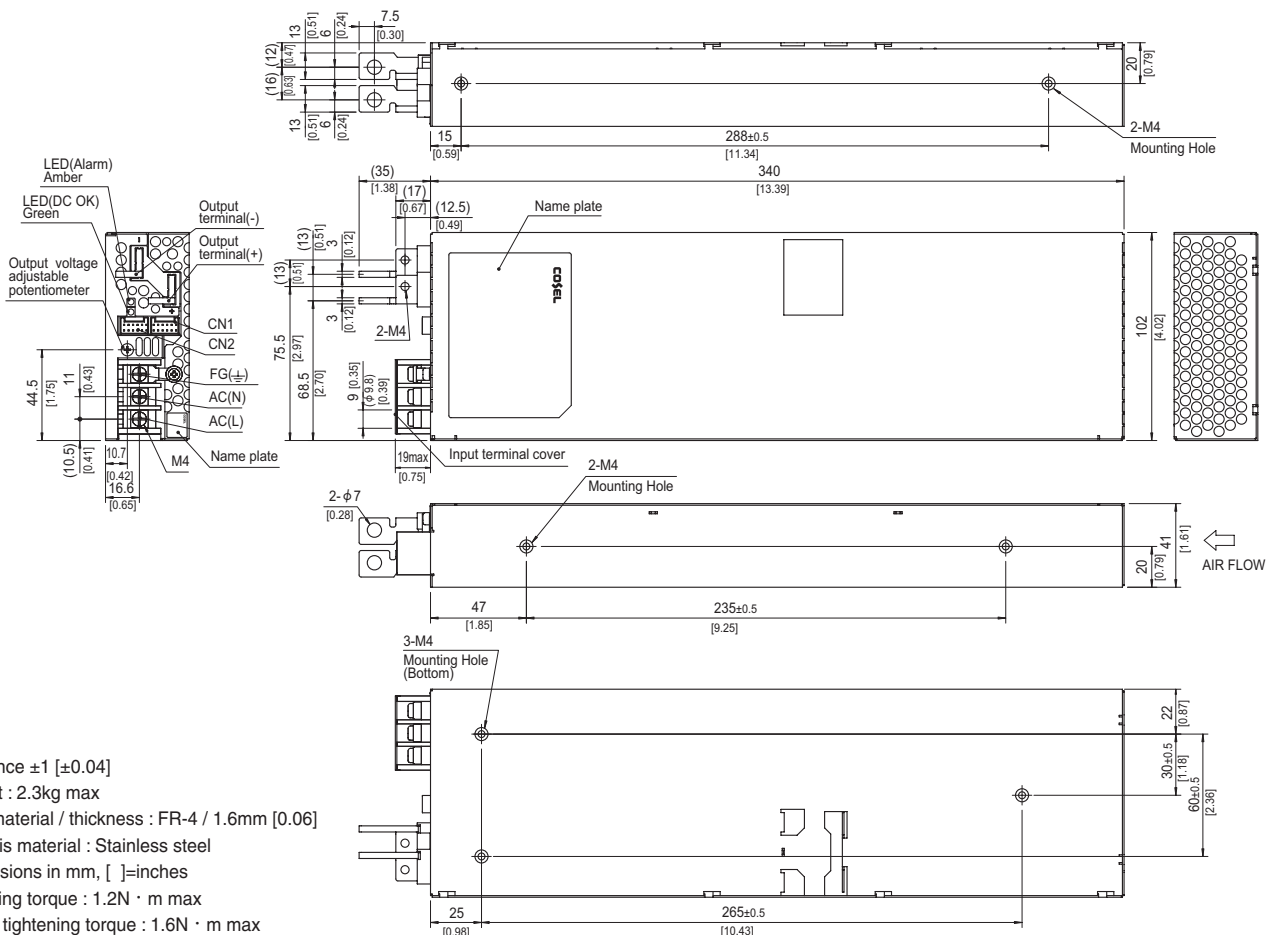 13
[0.51]
6
[0.24]
7.5
[0.30]
(12)
[0.47]
(16)
[0.63]
13
[0.51]
6
[0.24]
20
[0.79]
15
[0.59]
288±0.5
[11.34]
2-M4
Mounting Hole
LED(Alarm)
Amber
LED(DC OK)
Green
Output
terminal(-)
Output
terminal(+)
Output voltage
adjustable
potentiometer
CN1
CN2
FG(⏚)
AC(N)
AC(L)
M4
Name plate
44.5
[1.75]
11
[0.43]
(10.5)
[0.41]
10.7
[0.42]
16.6
[0.65]
(35)
[1.38]
(17)
[0.67]
(12.5)
[0.49]
340
[13.39]
Name plate
COSEL
(13)
[0.51]
3
[0.12]
(13)
[0.51]
3
[0.12]
2-M4
75.5
[2.97]
68.5
[2.70]
9 [0.35]
(φ9.8)
[0.39]
19max
[0.75]
Input terminal cover
102
[4.02]
2-M4
Mounting Hole
2-φ7
[0.28]
41
[1.61]
20
[0.79]
AIR FLOW
47
[1.85]
235±0.5
[9.25]
3-M4
Mounting Hole
(Bottom)
22
[0.87]
30±0.5
[1.18]
60±0.5
[2.36]
25
[0.98]
265±0.5
[10.43]
nce ±1 [±0.04]
t : 2.3kg max
naterial / thickness : FR-4 / 1.6mm [0.06]
is material : Stainless steel
sions in mm, [ ]=inches
ing torque : 1.2N・m max
tightening torque : 1.6N・m max